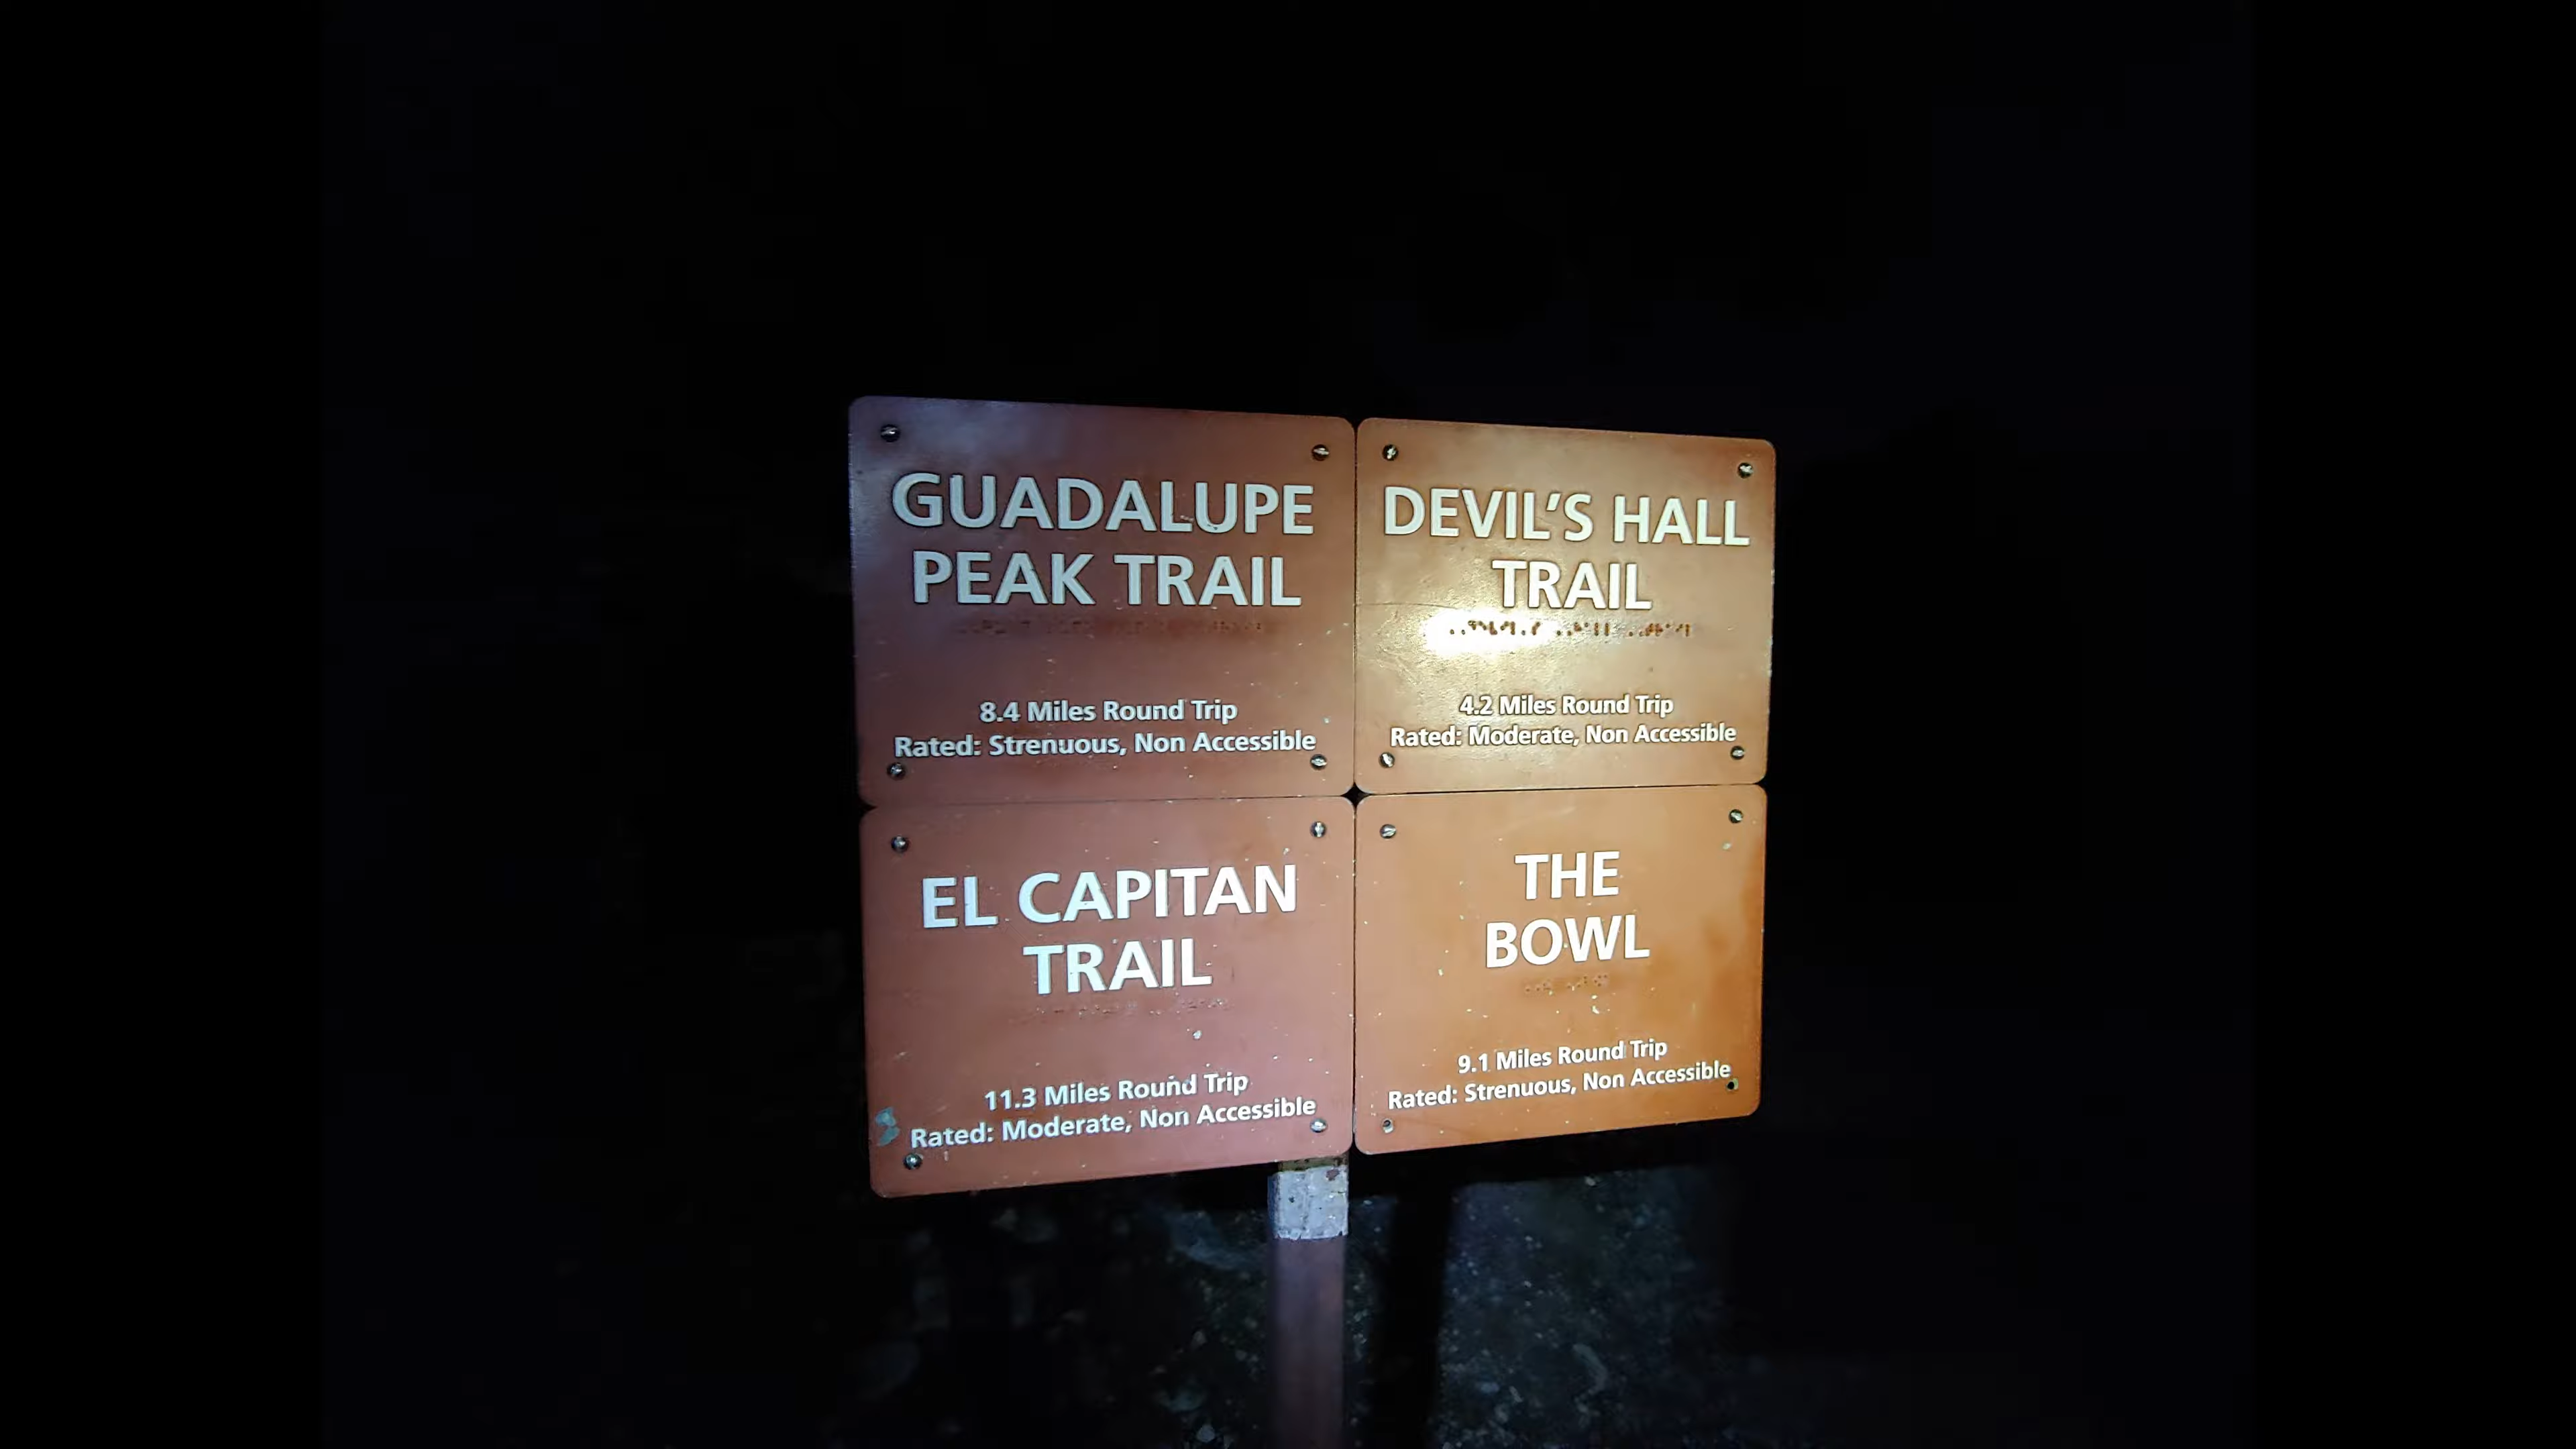 GUADALUPE
PEAK TRAIL
8.4 Miles Round Trip
Rated: Strenuous, Non Accessible
DEVIL'S HALL
TRAIL
4.2 Miles Round Trip
Rated: Moderate, Non Accessible
EL CAPITAN
TRAIL
11.3 Miles Round Trip
Rated: Moderate, Non Accessible
THE
BOWL
9.1 Miles Round Trip
Rated: Strenuous, Non Accessible